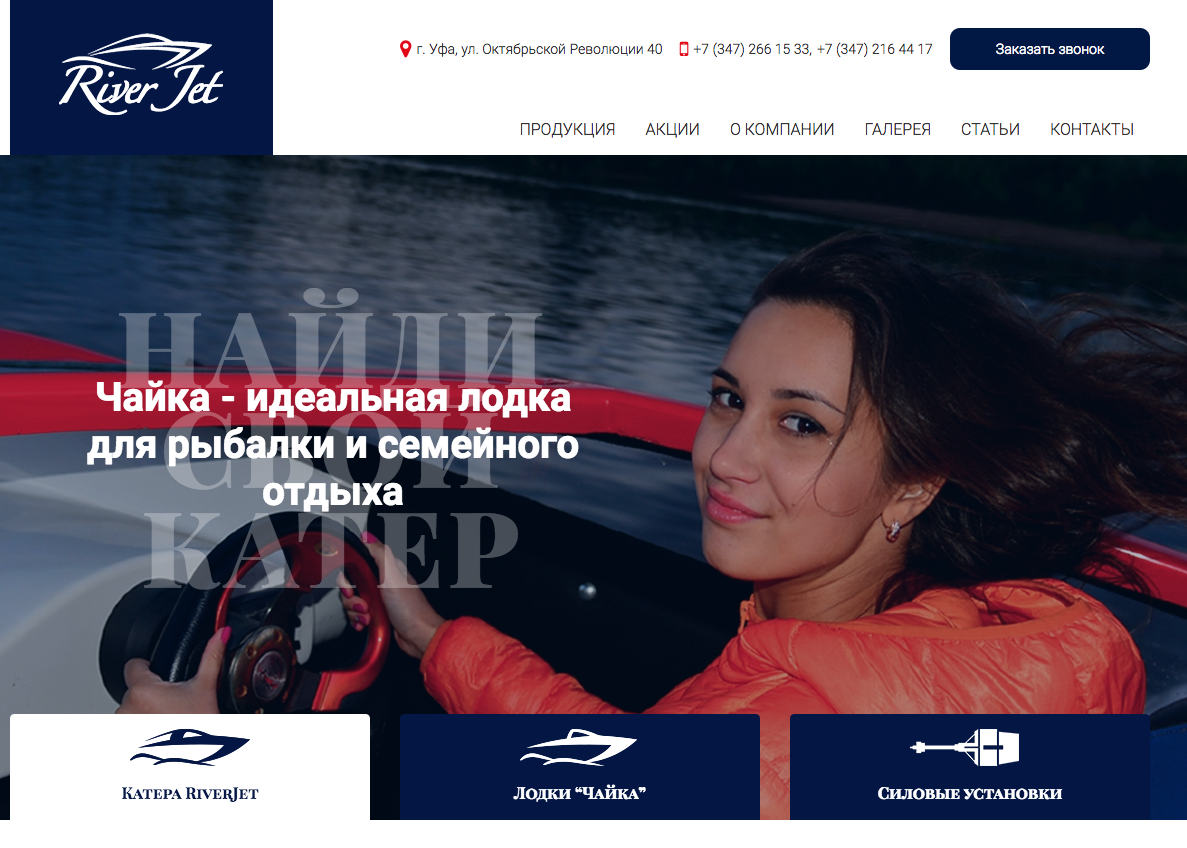 River Jet
г. Уфа, ул. Октябрьской Революции 40
+7 (347) 266 15 33, +7 (347) 216 44 17
Заказать звонок
ПРОДУКЦИЯ АКЦИИ О КОМПАНИИ ГАЛЕРЕЯ СТАТЬИ КОНТАКТЫ
НАЙДИ
СВОЙ
КАТЕР
Чайка - идеальная лодка
для рыбалки и семейного
отдыха
Катера RiverJet
Лодки “Чайка”
Силовые установки